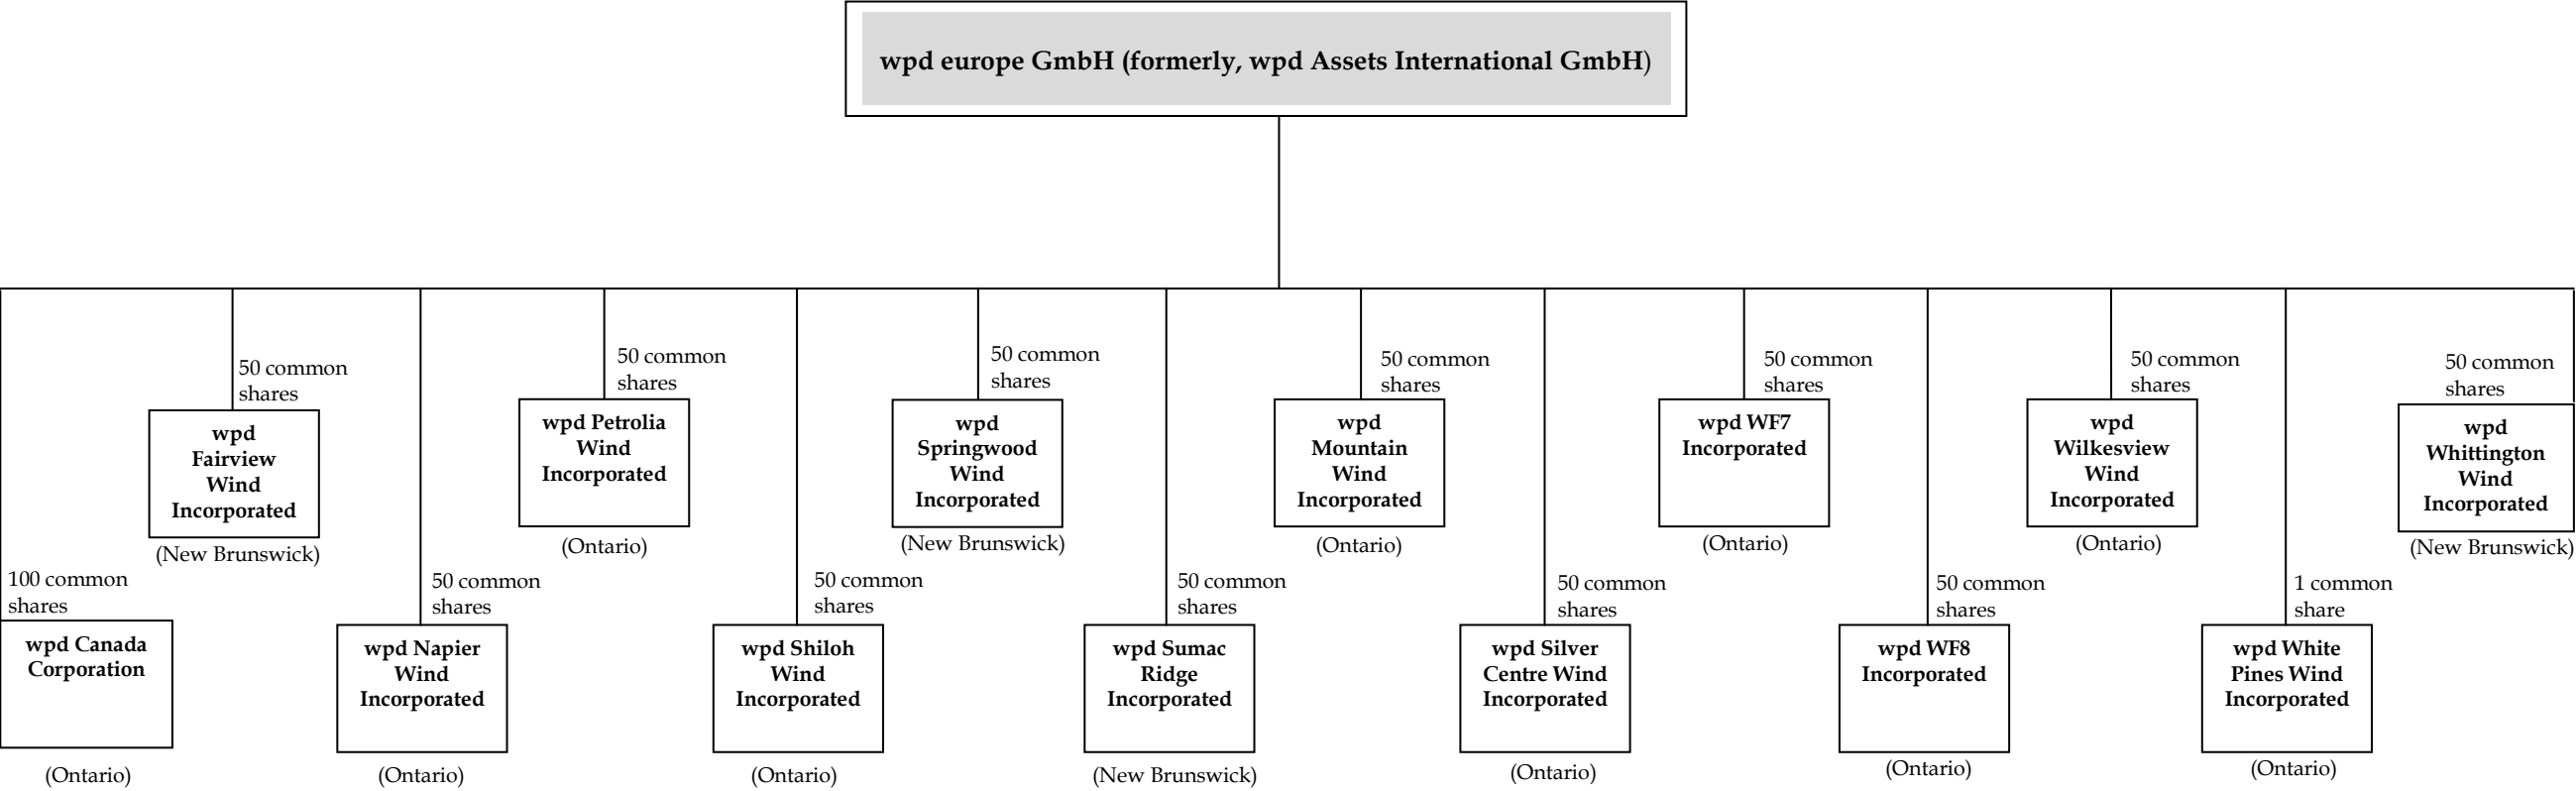 wpd europe GmbH (formerly, wpd Assets International GmbH)
50 common
shares
wpd
Fairview
Wind
Incorporated
(New Brunswick)
50 common
shares
wpd Petrolia
Wind
Incorporated
(Ontario)
50 common
shares
wpd
Springwood
Wind
Incorporated
(New Brunswick)
50 common
shares
wpd
Mountain
Wind
Incorporated
(Ontario)
50 common
shares
wpd WF7
Incorporated
(Ontario)
50 common
shares
wpd
Wilkesview
Wind
Incorporated
(Ontario)
50 common
shares
wpd
Whittington
Wind
Incorporated
(New Brunswick)
100 common
shares
wpd Canada
Corporation
(Ontario)
50 common
shares
wpd Napier
Wind
Incorporated
(Ontario)
50 common
shares
wpd Shiloh
Wind
Incorporated
(Ontario)
50 common
shares
wpd Sumac
Ridge
Incorporated
(New Brunswick)
50 common
shares
wpd Silver
Centre Wind
Incorporated
(Ontario)
50 common
shares
wpd WF8
Incorporated
(Ontario)
1 common
share
wpd White
Pines Wind
Incorporated
(Ontario)